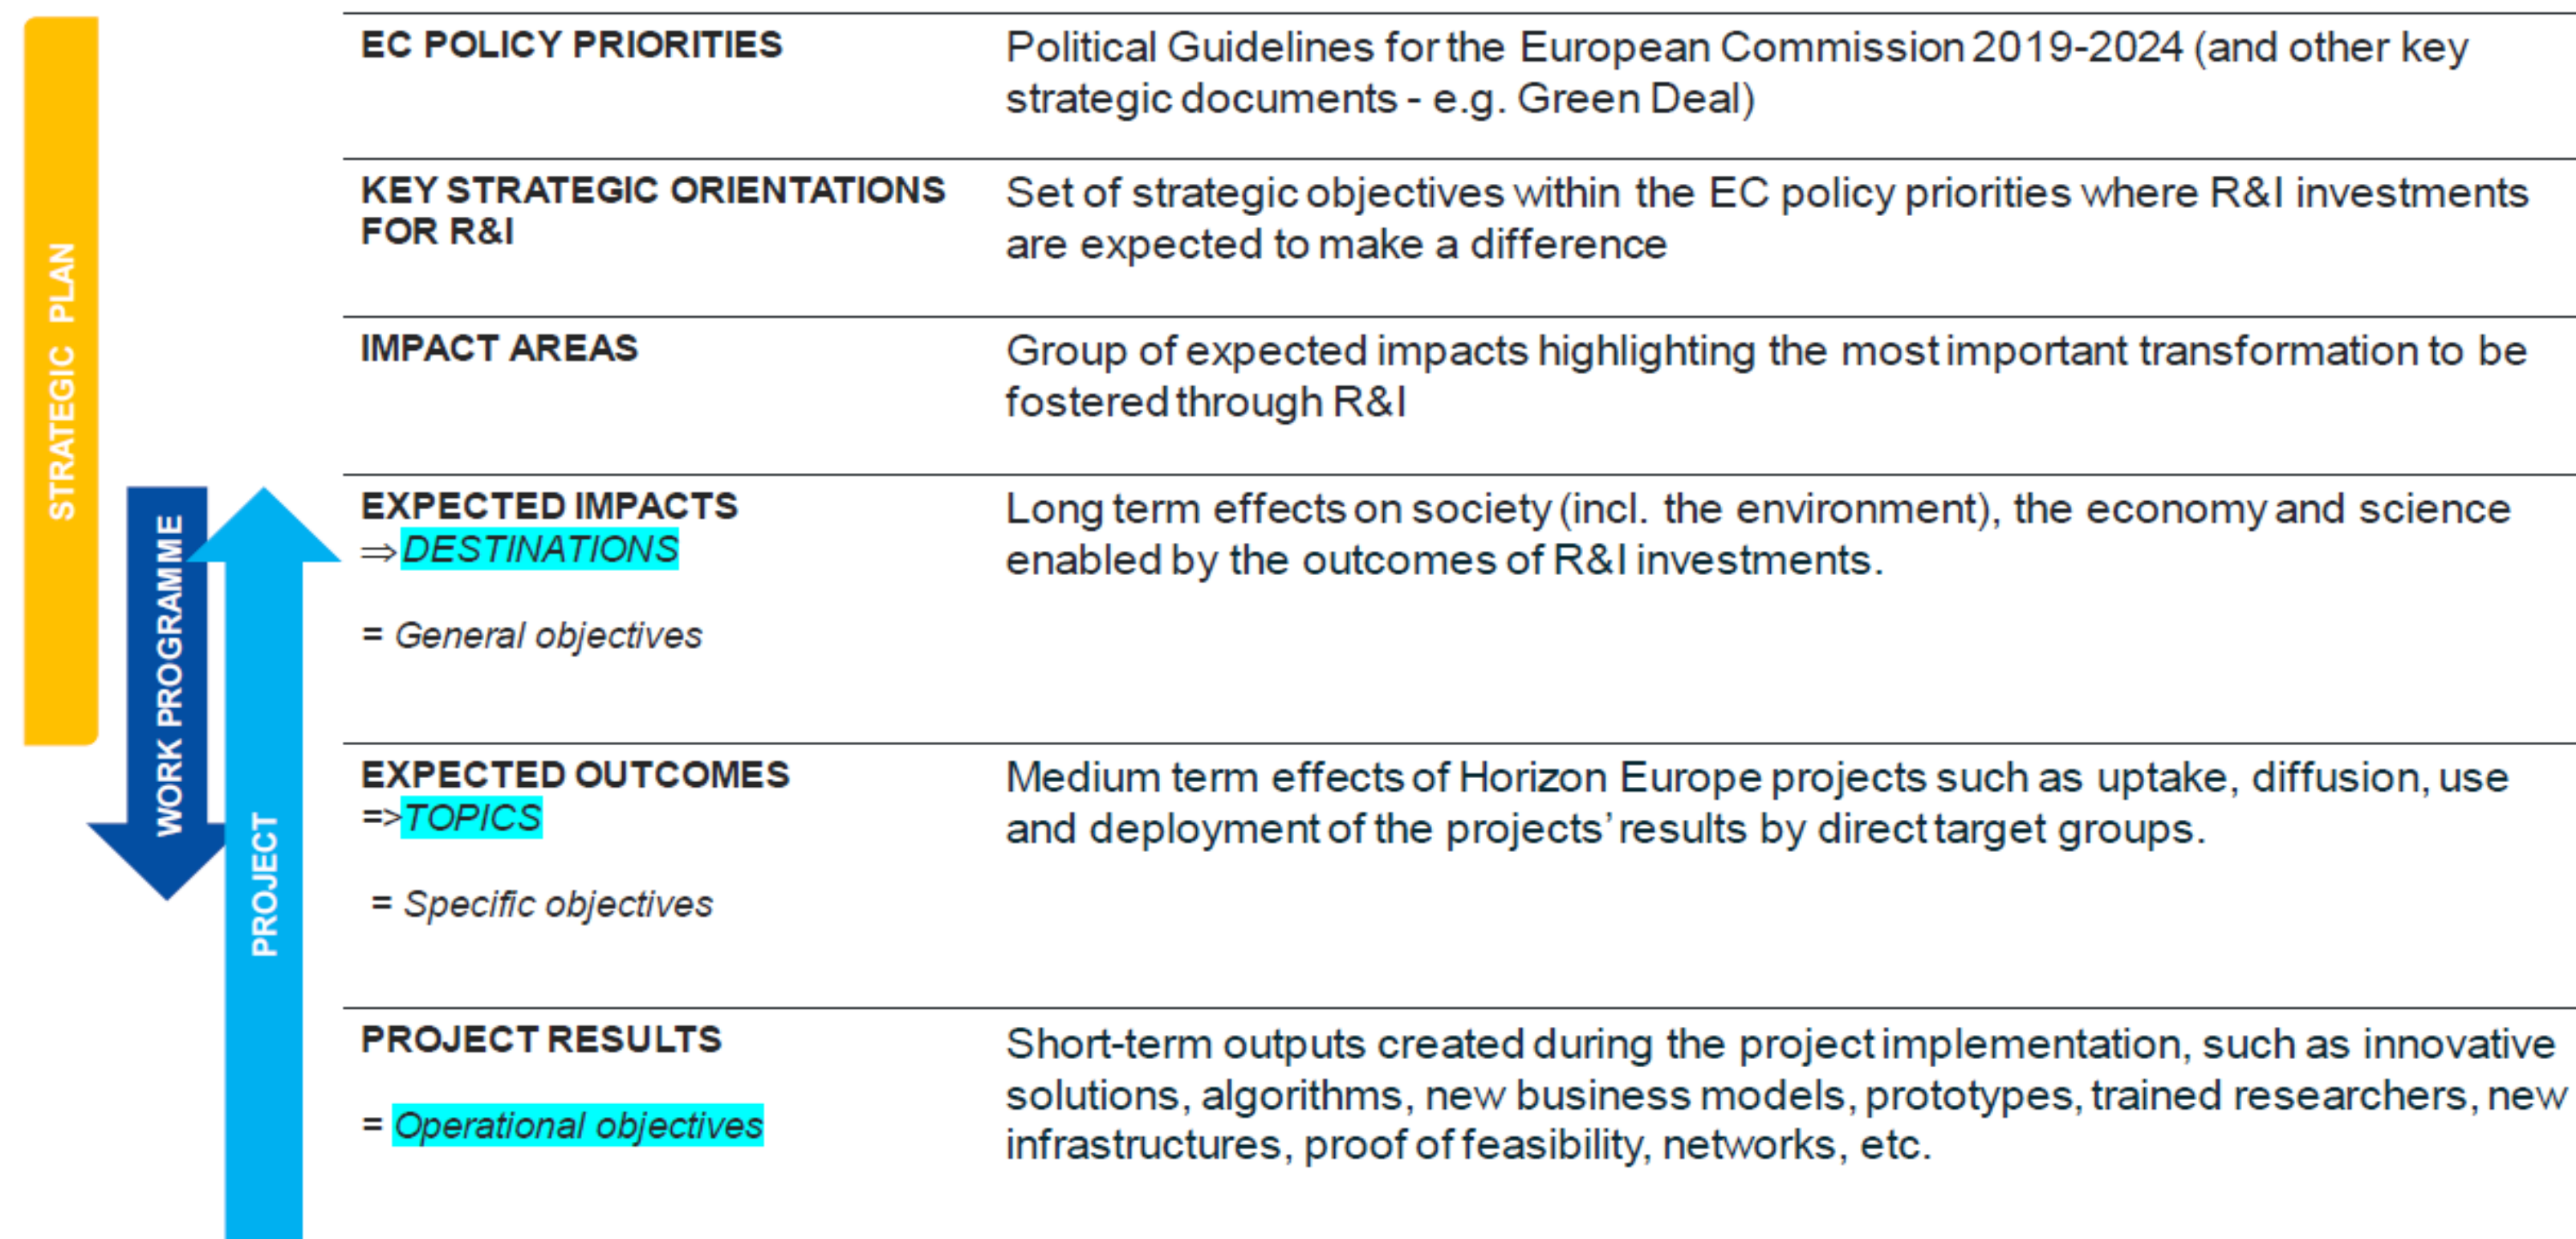 STRATEGIC PLAN
WORK PROGRAMME
PROJECT
EC POLICY PRIORITIES
Political Guidelines for the European Commission 2019-2024 (and other key
strategic documents - e.g. Green Deal)
KEY STRATEGIC ORIENTATIONS
FOR R&I
Set of strategic objectives within the EC policy priorities where R&I investments
are expected to make a difference
IMPACT AREAS
Group of expected impacts highlighting the most important transformation to be
fostered through R&I
EXPECTED IMPACTS
⇒ DESTINATIONS
= General objectives
Long term effects on society (incl. the environment), the economy and science
enabled by the outcomes of R&I investments.
EXPECTED OUTCOMES
=>TOPICS
= Specific objectives
Medium term effects of Horizon Europe projects such as uptake, diffusion, use
and deployment of the projects’ results by direct target groups.
PROJECT RESULTS
= Operational objectives
Short-term outputs created during the project implementation, such as innovative
solutions, algorithms, new business models, prototypes, trained researchers, new
infrastructures, proof of feasibility, networks, etc.